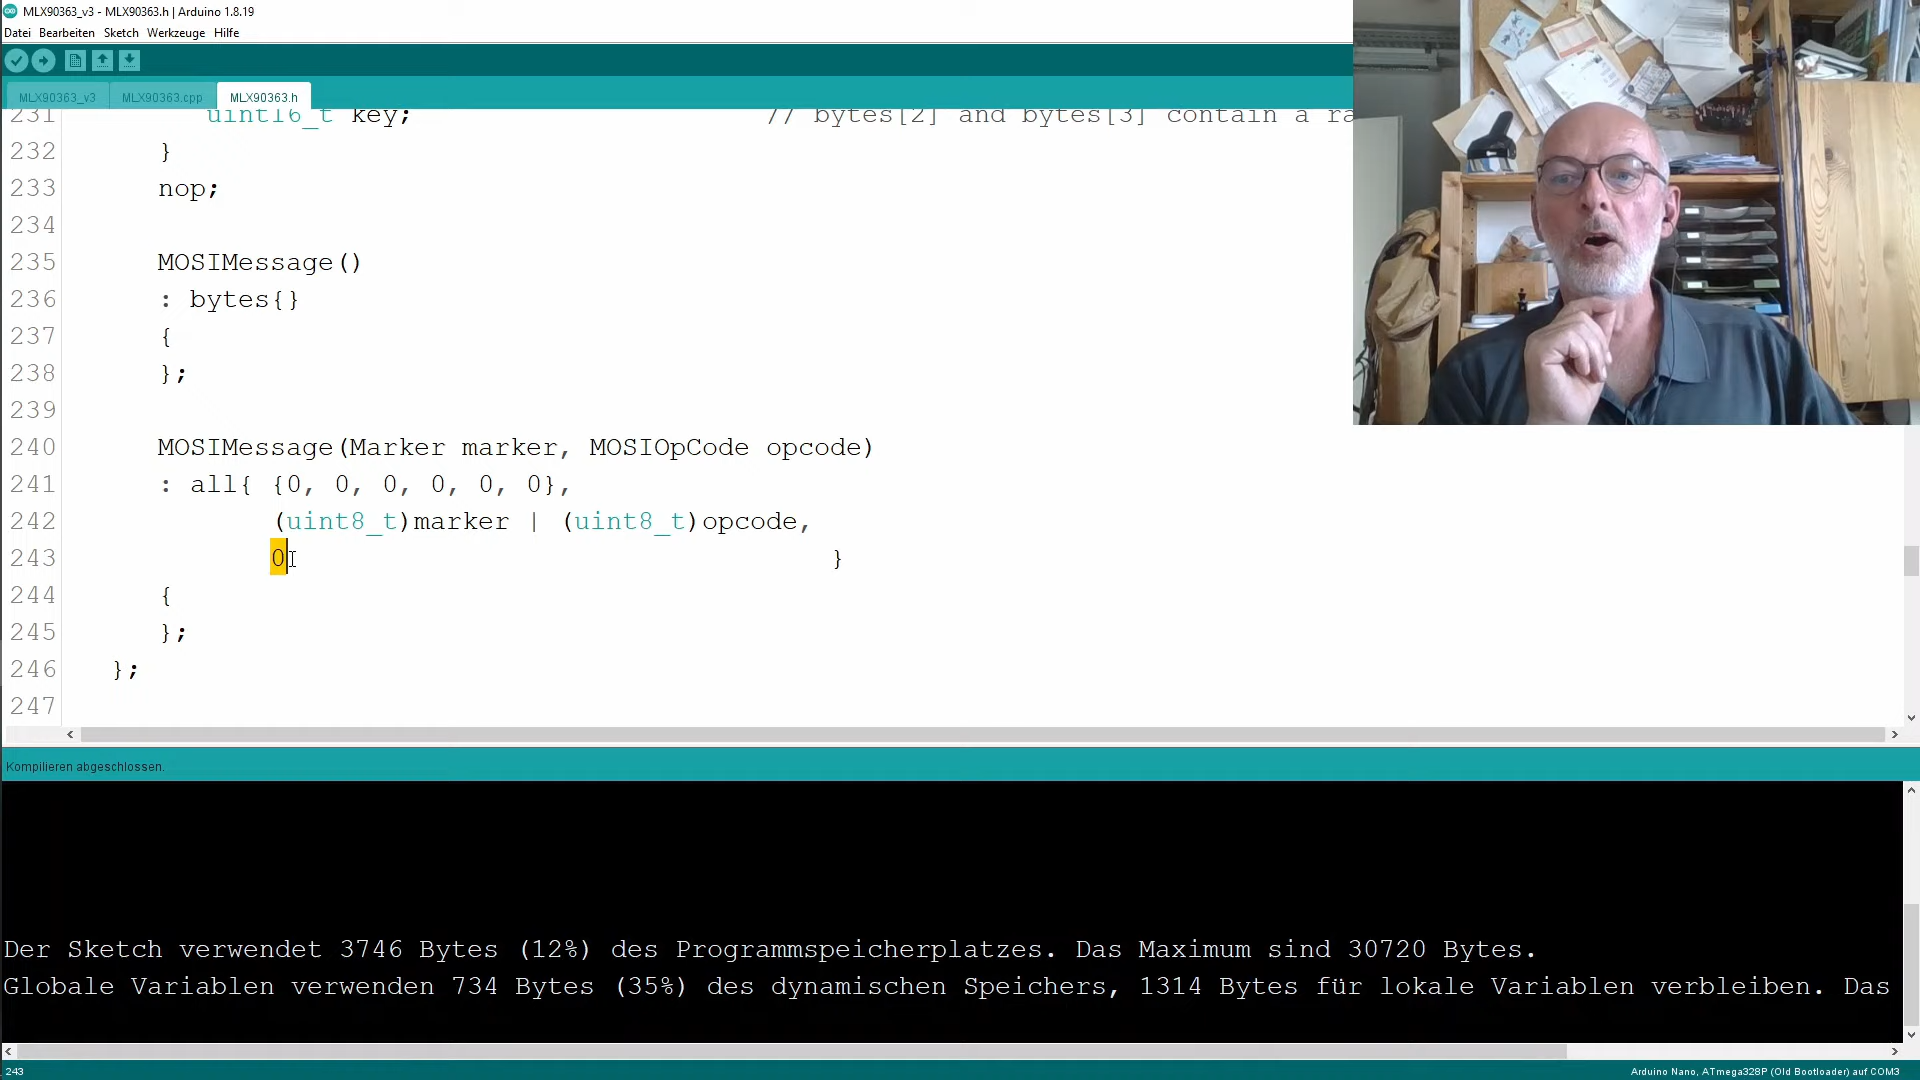 MLX90363_v3 - MLX90363.h | Arduino 1.8.19
Datei Bearbeiten Sketch Werkzeuge Hilfe
MLX90363_v3 MLX90363.cpp MLX90363.h
231 uint16_t key; // bytes[2] and bytes[3] contain a ra
232 }
233 nop;
234
235 MOSIMessage()
236 : bytes{}
237 {
238 };
239
240 MOSIMessage(Marker marker, MOSIOpCode opcode)
241 : all{ {0, 0, 0, 0, 0, 0},
242 (uint8_t)marker | (uint8_t)opcode,
243 0 }
244 {
245 };
246 };
247
Kompilieren abgeschlossen.
Der Sketch verwendet 3746 Bytes (12%) des Programmspeicherplatzes. Das Maximum sind 30720 Bytes.
Globale Variablen verwenden 734 Bytes (35%) des dynamischen Speichers, 1314 Bytes für lokale Variablen verbleiben. Das
243 Arduino Nano, ATmega328P (Old Bootloader) auf COM3